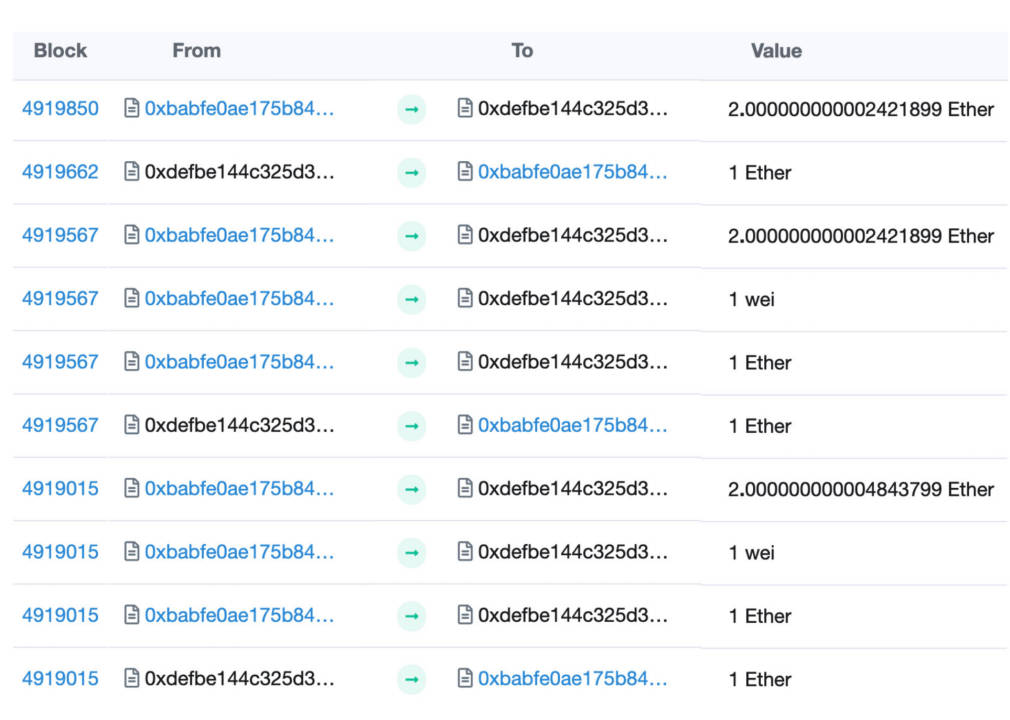 Block From To Value
4919850 0xbabfe0ae175b84... 0xdefbe144c325d3... 2.000000000002421899 Ether
4919662 0xdefbe144c325d3... 0xbabfe0ae175b84... 1 Ether
4919567 0xbabfe0ae175b84... 0xdefbe144c325d3... 2.000000000002421899 Ether
4919567 0xbabfe0ae175b84... 0xdefbe144c325d3... 1 wei
4919567 0xbabfe0ae175b84... 0xdefbe144c325d3... 1 Ether
4919567 0xdefbe144c325d3... 0xbabfe0ae175b84... 1 Ether
4919015 0xbabfe0ae175b84... 0xdefbe144c325d3... 2.000000000004843799 Ether
4919015 0xbabfe0ae175b84... 0xdefbe144c325d3... 1 wei
4919015 0xbabfe0ae175b84... 0xdefbe144c325d3... 1 Ether
4919015 0xdefbe144c325d3... 0xbabfe0ae175b84... 1 Ether